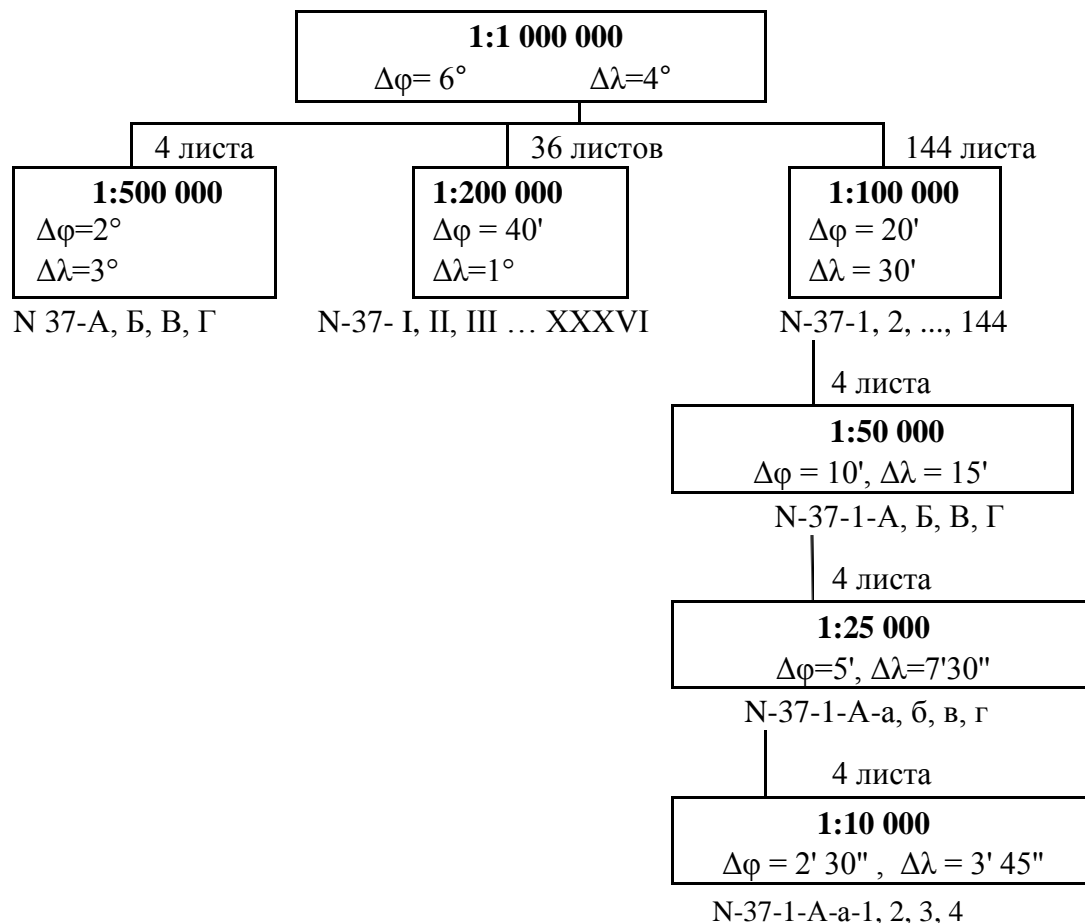 1:1 000 000
Δφ= 6° Δλ=4°
4 листа
36 листов
144 листа
1:500 000
Δφ=2°
Δλ=3°
1:200 000
Δφ = 40'
Δλ=1°
1:100 000
Δφ = 20'
Δλ = 30'
N 37-А, Б, В, Г
N-37- I, II, III … XXXVI
N-37-1, 2, ..., 144
4 листа
1:50 000
Δφ = 10', Δλ = 15'
N-37-1-А, Б, В, Г
4 листа
1:25 000
Δφ=5', Δλ=7'30"
N-37-1-А-а, б, в, г
4 листа
1:10 000
Δφ = 2' 30" , Δλ = 3' 45"
N-37-1-А-а-1, 2, 3, 4